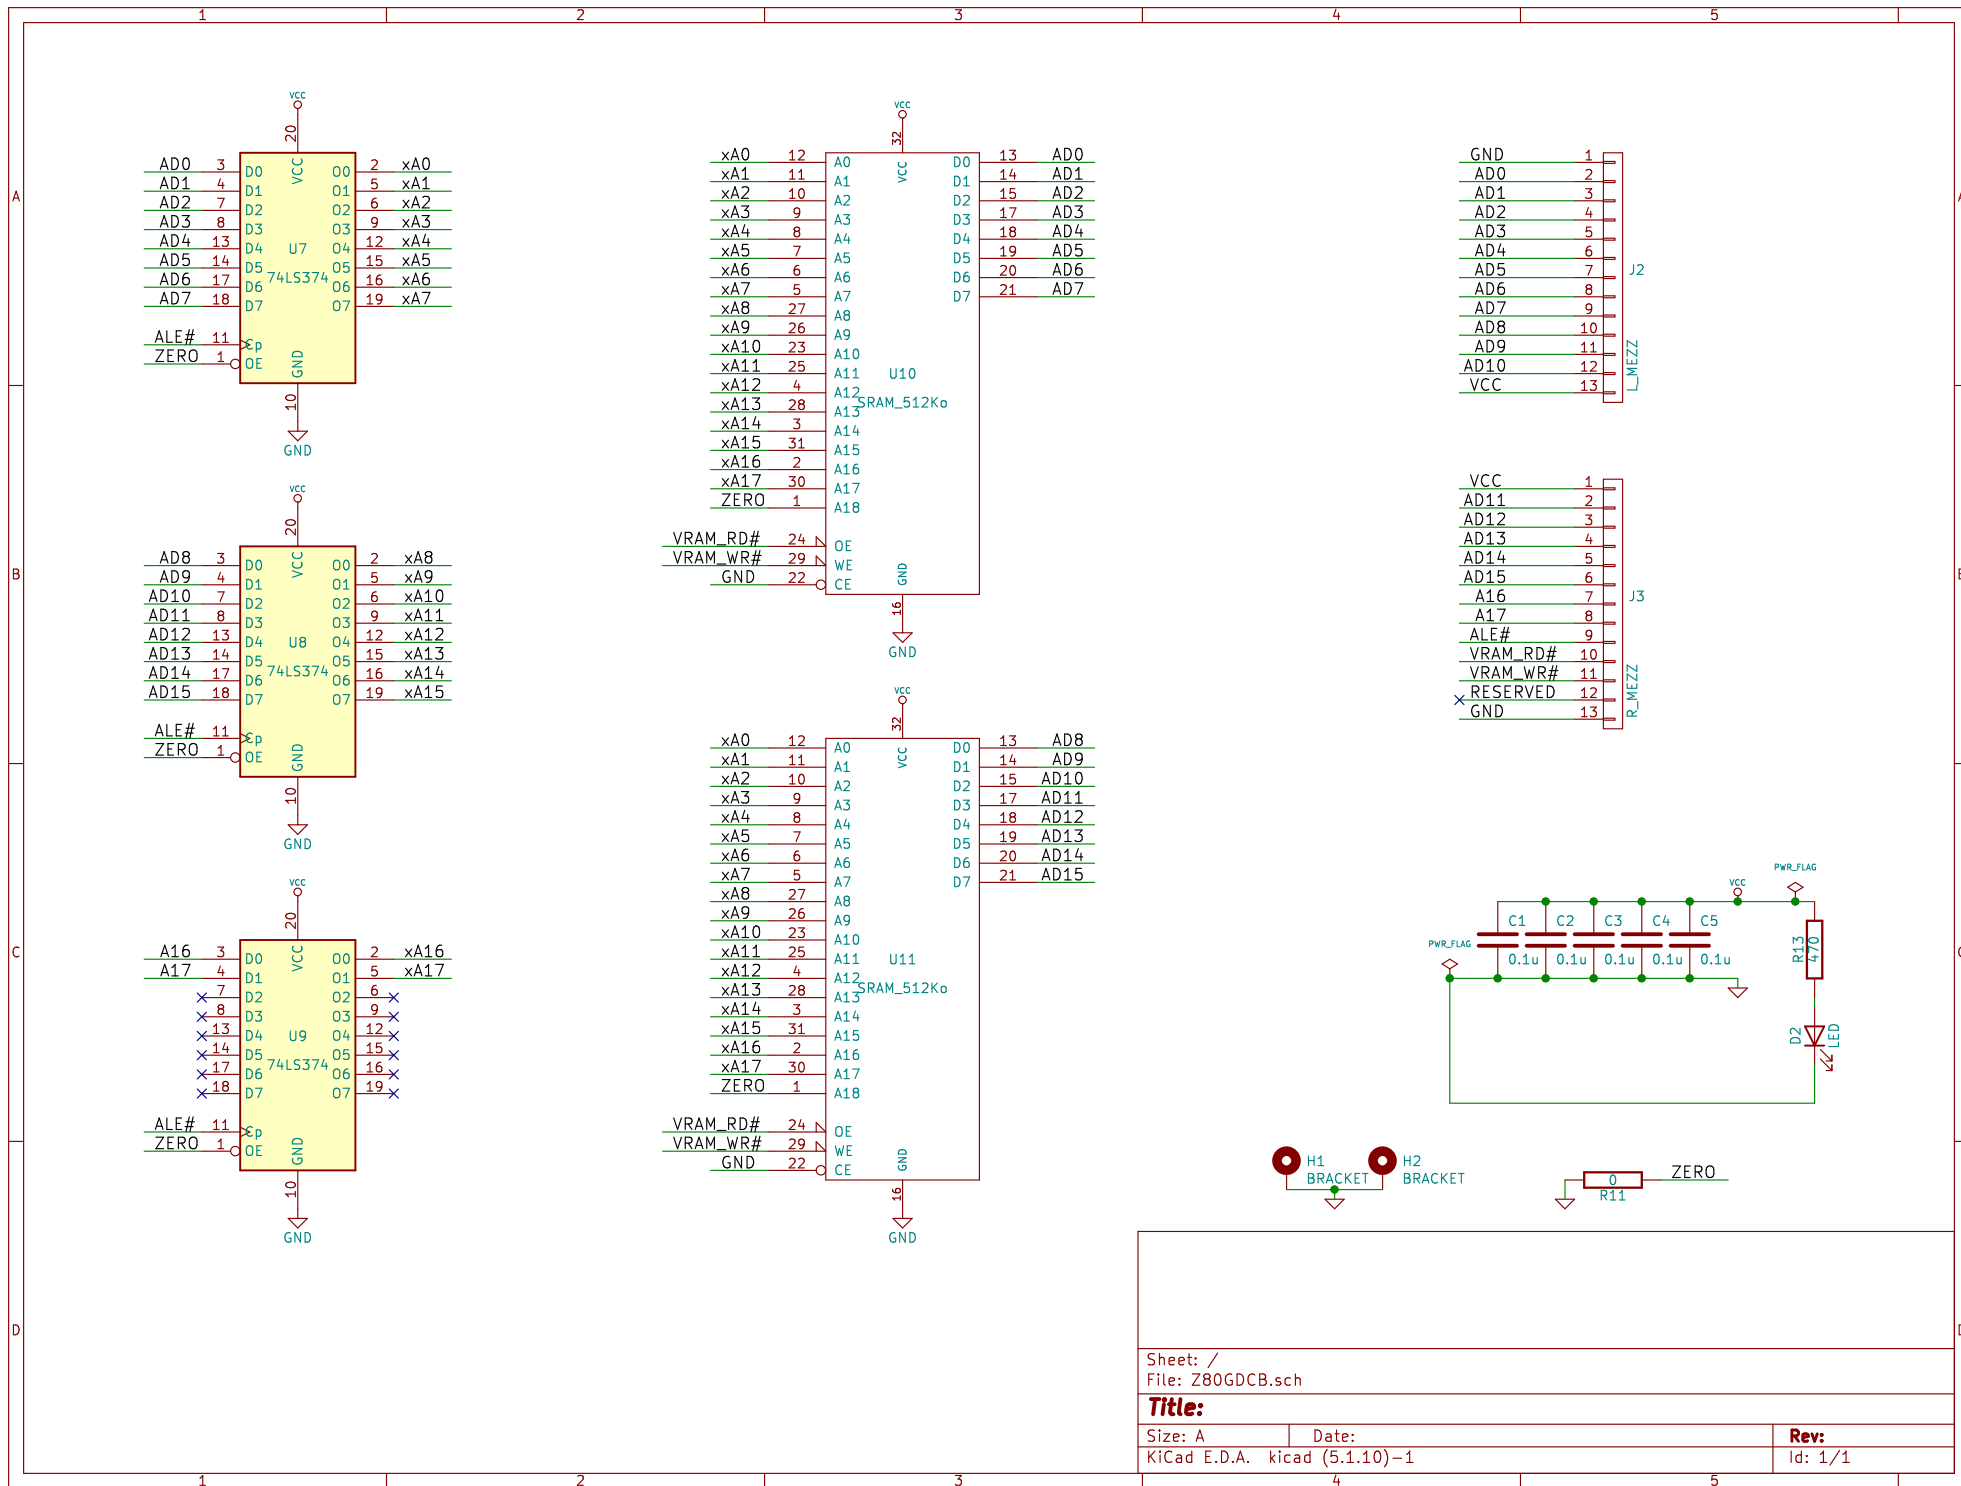 1 2 3 4 5
A
B
C
D
VCC
20
AD0 3 D0 VCC O0 2 xA0
AD1 4 D1 O1 5 xA1
AD2 7 D2 O2 6 xA2
AD3 8 D3 O3 9 xA3
AD4 13 D4 U7 O4 12 xA4
AD5 14 D5 O5 15 xA5
AD6 17 D6 74LS374 O6 16 xA6
AD7 18 D7 O7 19 xA7
ALE# 11 Cp
ZERO 1 OE GND
10
GND
VCC
20
AD8 3 D0 VCC O0 2 xA8
AD9 4 D1 O1 5 xA9
AD10 7 D2 O2 6 xA10
AD11 8 D3 O3 9 xA11
AD12 13 D4 U8 O4 12 xA12
AD13 14 D5 O5 15 xA13
AD14 17 D6 74LS374 O6 16 xA14
AD15 18 D7 O7 19 xA15
ALE# 11 Cp
ZERO 1 OE GND
10
GND
VCC
20
A16 3 D0 VCC O0 2 xA16
A17 4 D1 O1 5 xA17
7 D2 O2 6
8 D3 O3 9
13 D4 U9 O4 12
14 D5 O5 15
17 D6 74LS374 O6 16
18 D7 O7 19
ALE# 11 Cp
ZERO 1 OE GND
10
GND
VCC
32
xA0 12 A0 VCC D0 13 AD0
xA1 11 A1 D1 14 AD1
xA2 10 A2 D2 15 AD2
xA3 9 A3 D3 17 AD3
xA4 8 A4 D4 18 AD4
xA5 7 A5 D5 19 AD5
xA6 6 A6 D6 20 AD6
xA7 5 A7 D7 21 AD7
xA8 27 A8
xA9 26 A9
xA10 23 A10
xA11 25 A11 U10
xA12 4 A12
xA13 28 A13 SRAM_512Ko
xA14 3 A14
xA15 31 A15
xA16 2 A16
xA17 30 A17
ZERO 1 A18
VRAM_RD# 24 OE
VRAM_WR# 29 WE
GND 22 CE GND
16
GND
VCC
32
xA0 12 A0 VCC D0 13 AD8
xA1 11 A1 D1 14 AD9
xA2 10 A2 D2 15 AD10
xA3 9 A3 D3 17 AD11
xA4 8 A4 D4 18 AD12
xA5 7 A5 D5 19 AD13
xA6 6 A6 D6 20 AD14
xA7 5 A7 D7 21 AD15
xA8 27 A8
xA9 26 A9
xA10 23 A10
xA11 25 A11 U11
xA12 4 A12
xA13 28 A13 SRAM_512Ko
xA14 3 A14
xA15 31 A15
xA16 2 A16
xA17 30 A17
ZERO 1 A18
VRAM_RD# 24 OE
VRAM_WR# 29 WE
GND 22 CE GND
16
GND
GND 1
AD0 2
AD1 3
AD2 4
AD3 5
AD4 6
AD5 7 J2
AD6 8
AD7 9
AD8 10
AD9 11
AD10 12
VCC 13
L_MEZZ
VCC 1
AD11 2
AD12 3
AD13 4
AD14 5
AD15 6
A16 7 J3
A17 8
ALE# 9
VRAM_RD# 10
VRAM_WR# 11
RESERVED 12
GND 13
R_MEZZ
PWR_FLAG
VCC
C1 C2 C3 C4 C5
PWR_FLAG
0.1u 0.1u 0.1u 0.1u 0.1u
R13 470
D2 LED
H1 H2
BRACKET BRACKET
ZERO
0
R11
Sheet: /
File: Z80GDCB.sch
Title:
Size: A Date: Rev:
KiCad E.D.A. kicad (5.1.10)-1 Id: 1/1
1 2 3 4 5